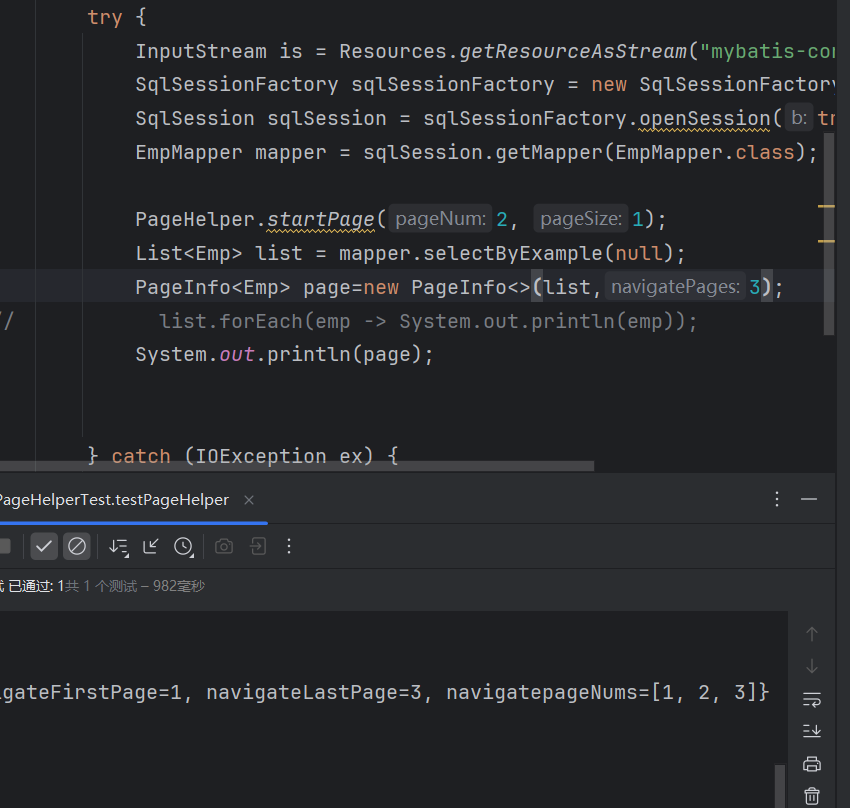 try {
InputStream is = Resources.getResourceAsStream("mybatis-con
SqlSessionFactory sqlSessionFactory = new SqlSessionFactory
SqlSession sqlSession = sqlSessionFactory.openSession( b: tr
EmpMapper mapper = sqlSession.getMapper(EmpMapper.class);
PageHelper.startPage( pageNum: 2, pageSize: 1);
List<Emp> list = mapper.selectByExample(null);
PageInfo<Emp> page=new PageInfo<>(list, navigatePages: 3);
// list.forEach(emp -> System.out.println(emp));
System.out.println(page);
} catch (IOException ex) {
PageHelperTest.testPageHelper
已通过: 1共 1 个测试 – 982毫秒
igateFirstPage=1, navigateLastPage=3, navigatepageNums=[1, 2, 3]}